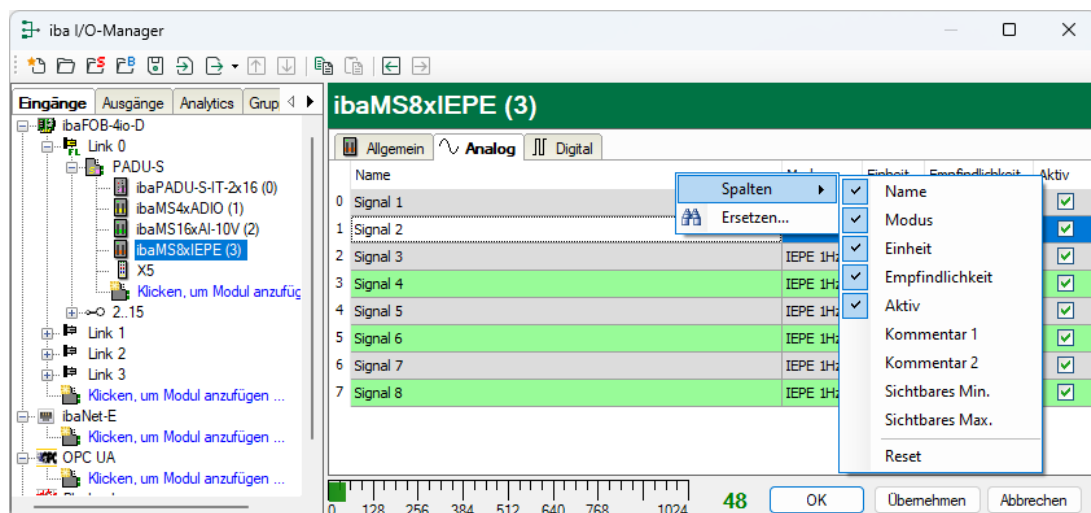 iba I/O-Manager
Eingänge Ausgänge Analytics Grup
ibaFOB-4io-D
Link 0
PADU-S
ibaPADU-S-IT-2x16 (0)
ibaMS4xADIO (1)
ibaMS16xAI-10V (2)
ibaMS8xIEPE (3)
X5
Klicken, um Modul anzufüg
2..15
Link 1
Link 2
Link 3
Klicken, um Modul anzufügen ...
ibaNet-E
Klicken, um Modul anzufügen ...
OPC UA
Klicken, um Modul anzufügen ...
ibaMS8xIEPE (3)
Allgemein Analog Digital
Name Einheit Empfindlichkeit Aktiv
0 Signal 1
1 Signal 2
2 Signal 3 IEPE 1Hz
3 Signal 4 IEPE 1Hz
4 Signal 5 IEPE 1Hz
5 Signal 6 IEPE 1Hz
6 Signal 7 IEPE 1Hz
7 Signal 8 IEPE 1Hz
Spalten
Ersetzen...
Name
Modus
Einheit
Empfindlichkeit
Aktiv
Kommentar 1
Kommentar 2
Sichtbares Min.
Sichtbares Max.
Reset
0 128 256 384 512 640 768 1024
48 OK Übernehmen Abbrechen